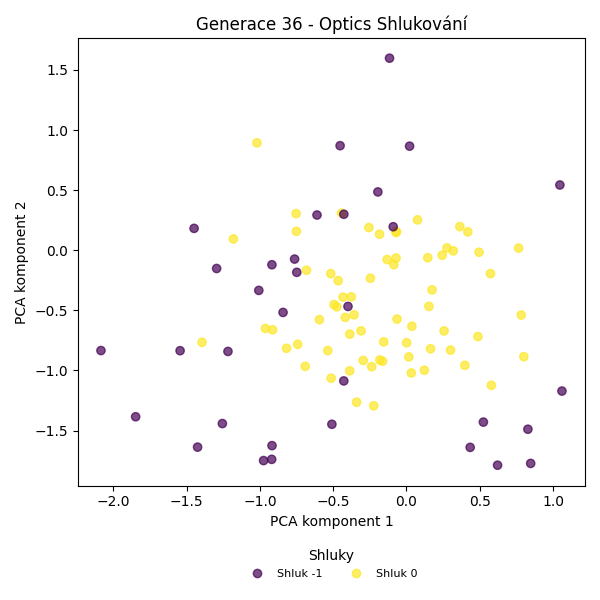 Generace 36 - Optics Shlukování
PCA komponent 2
1.5
1.0
0.5
0.0
−0.5
−1.0
−1.5
−2.0 −1.5 −1.0 −0.5 0.0 0.5 1.0
PCA komponent 1
Shluky
Shluk -1 Shluk 0